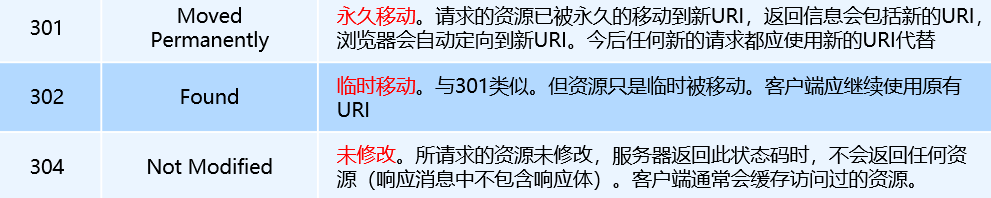 301
Moved
Permanently
永久移动。请求的资源已被永久的移动到新URI，返回信息会包括新的URI，
浏览器会自动定向到新URI。今后任何新的请求都应使用新的URI代替
302
Found
临时移动。与301类似。但资源只是临时被移动。客户端应继续使用原有
URI
304
Not Modified
未修改。所请求的资源未修改，服务器返回此状态码时，不会返回任何资
源（响应消息中不包含响应体）。客户端通常会缓存访问过的资源。